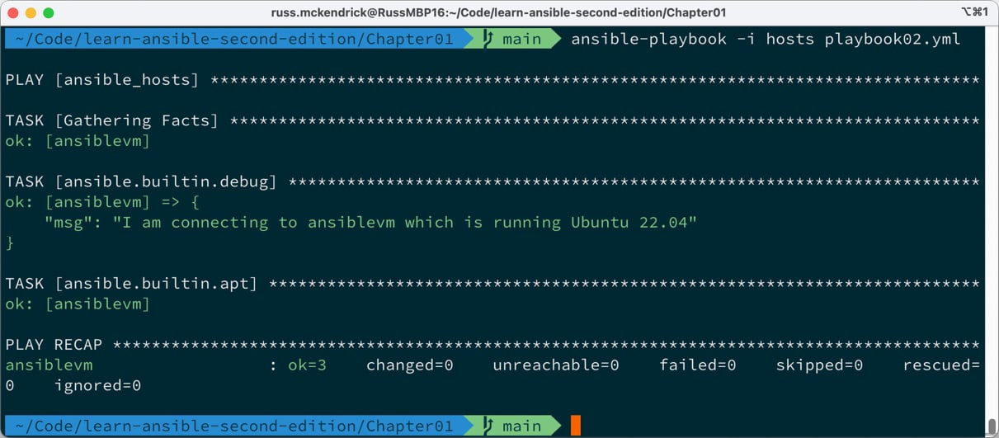 russ.mckendrick@RussMBP16:~/Code/learn-ansible-second-edition/Chapter01 ⌥⌘1
~/Code/learn-ansible-second-edition/Chapter01 main ansible-playbook -i hosts playbook02.yml
PLAY [ansible_hosts] *******************************************************************************
TASK [Gathering Facts] *****************************************************************************
ok: [ansiblevm]
TASK [ansible.builtin.debug] ***********************************************************************
ok: [ansiblevm] => {
    "msg": "I am connecting to ansiblevm which is running Ubuntu 22.04"
}
TASK [ansible.builtin.apt] *************************************************************************
ok: [ansiblevm]
PLAY RECAP *****************************************************************************************
ansiblevm                  : ok=3    changed=0    unreachable=0    failed=0    skipped=0    rescued=
0    ignored=0
~/Code/learn-ansible-second-edition/Chapter01 main